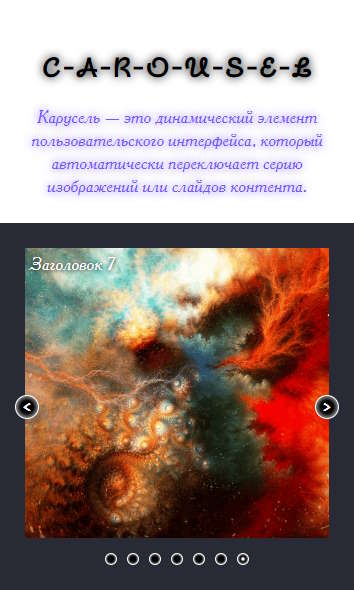 C-A-R-O-U-S-E-L
Карусель — это динамический элемент
пользовательского интерфейса, который
автоматически переключает серию
изображений или слайдов контента.
Заголовок 7